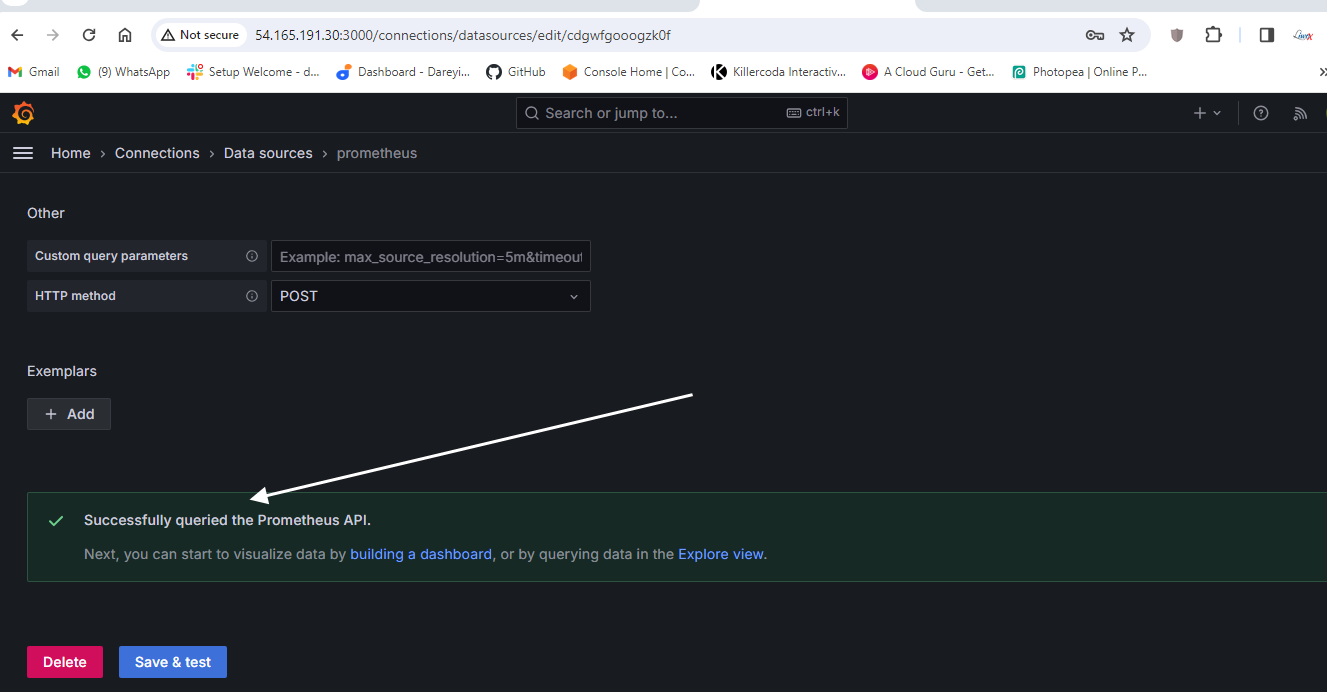 Not secure 54.165.191.30:3000/connections/datasources/edit/cdgwfgooogzk0f
Gmail (9) WhatsApp Setup Welcome - d... Dashboard - Dareyi... GitHub Console Home | Co... Killercoda Interactiv... A Cloud Guru - Get... Photopea | Online P...
Search or jump to... ctrl+k
Home › Connections › Data sources › prometheus
Other
Custom query parameters Example: max_source_resolution=5m&timeout
HTTP method POST
Exemplars
+ Add
Successfully queried the Prometheus API.
Next, you can start to visualize data by building a dashboard, or by querying data in the Explore view.
Delete Save & test